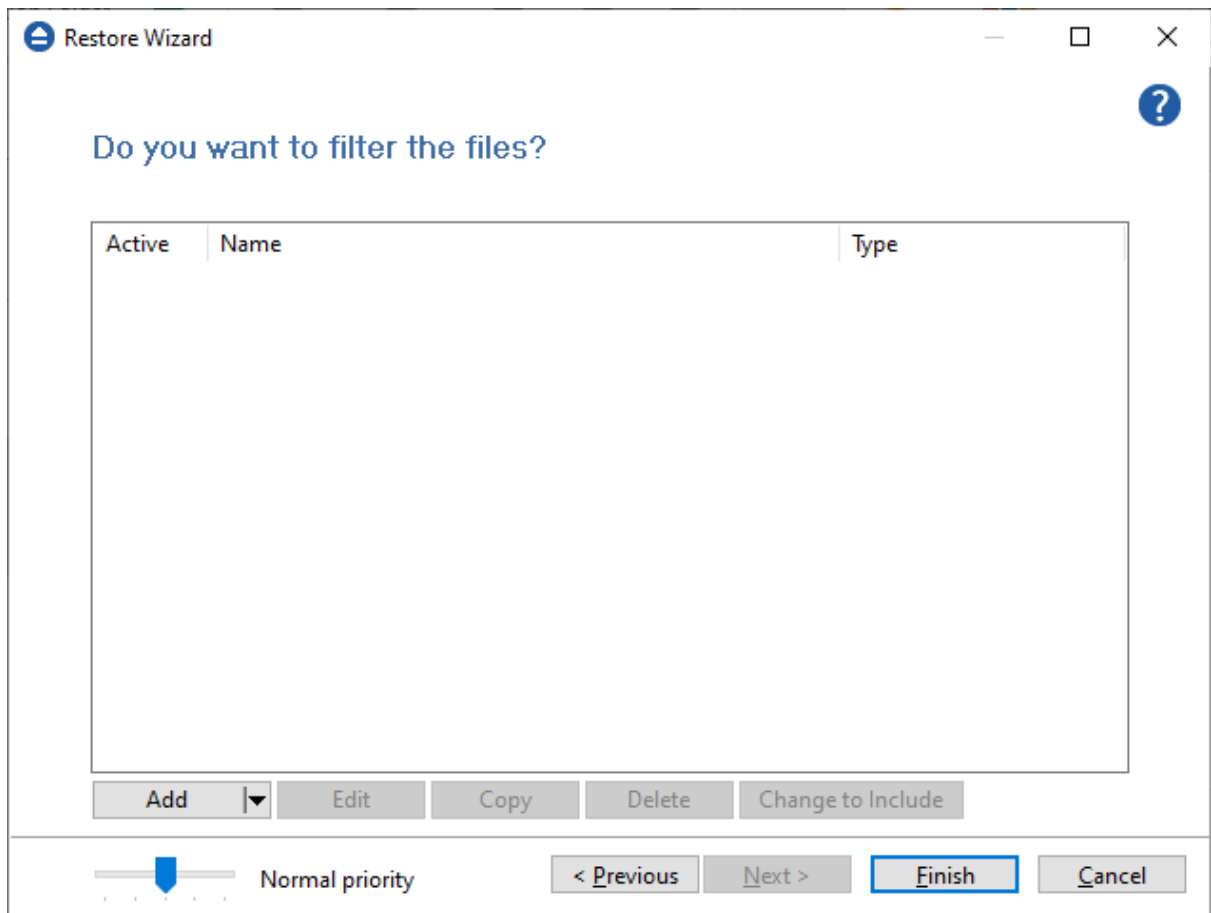 Restore Wizard
?
Do you want to filter the files?
Active Name Type
Add Edit Copy Delete Change to Include
Normal priority < Previous Next > Finish Cancel